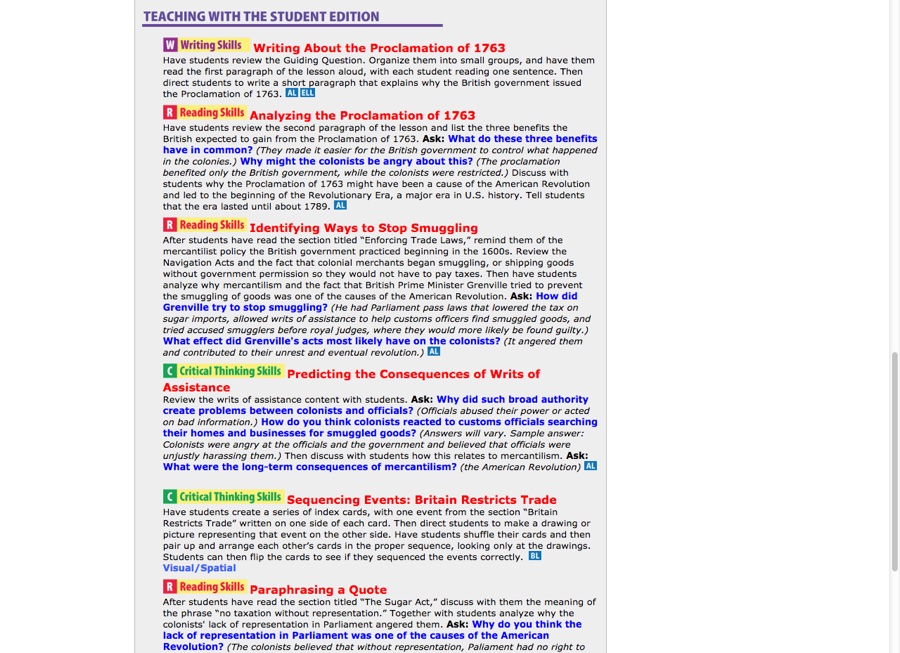 TEACHING WITH THE STUDENT EDITION
W Writing Skills Writing About the Proclamation of 1763
Have students review the Guiding Question. Organize them into small groups, and have them
read the first paragraph of the lesson aloud, with each student reading one sentence. Then
direct students to write a short paragraph that explains why the British government issued
the Proclamation of 1763. AL ELL
R Reading Skills Analyzing the Proclamation of 1763
Have students review the second paragraph of the lesson and list the three benefits the
British expected to gain from the Proclamation of 1763. Ask: What do these three benefits
have in common? (They made it easier for the British government to control what happened
in the colonies.) Why might the colonists be angry about this? (The proclamation
benefited only the British government, while the colonists were restricted.) Discuss with
students why the Proclamation of 1763 might have been a cause of the American Revolution
and led to the beginning of the Revolutionary Era, a major era in U.S. history. Tell students
that the era lasted until about 1789. AL
R Reading Skills Identifying Ways to Stop Smuggling
After students have read the section titled “Enforcing Trade Laws,” remind them of the
mercantilist policy the British government practiced beginning in the 1600s. Review the
Navigation Acts and the fact that colonial merchants began smuggling, or shipping goods
without government permission so they would not have to pay taxes. Then have students
analyze why mercantilism and the fact that British Prime Minister Grenville tried to prevent
the smuggling of goods was one of the causes of the American Revolution. Ask: How did
Grenville try to stop smuggling? (He had Parliament pass laws that lowered the tax on
sugar imports, allowed writs of assistance to help customs officers find smuggled goods, and
tried accused smugglers before royal judges, where they would more likely be found guilty.)
What effect did Grenville's acts most likely have on the colonists? (It angered them
and contributed to their unrest and eventual revolution.) AL
C Critical Thinking Skills Predicting the Consequences of Writs of
Assistance
Review the writs of assistance content with students. Ask: Why did such broad authority
create problems between colonists and officials? (Officials abused their power or acted
on bad information.) How do you think colonists reacted to customs officials searching
their homes and businesses for smuggled goods? (Answers will vary. Sample answer:
Colonists were angry at the officials and the government and believed that officials were
unjustly harassing them.) Then discuss with students how this relates to mercantilism. Ask:
What were the long-term consequences of mercantilism? (the American Revolution) AL
C Critical Thinking Skills Sequencing Events: Britain Restricts Trade
Have students create a series of index cards, with one event from the section “Britain
Restricts Trade” written on one side of each card. Then direct students to make a drawing or
picture representing that event on the other side. Have students shuffle their cards and then
pair up and arrange each other’s cards in the proper sequence, looking only at the drawings.
Students can then flip the cards to see if they sequenced the events correctly. BL
Visual/Spatial
R Reading Skills Paraphrasing a Quote
After students have read the section titled “The Sugar Act,” discuss with them the meaning of
the phrase “no taxation without representation.” Together with students analyze why the
colonists' lack of representation in Parliament angered them. Ask: Why do you think the
lack of representation in Parliament was one of the causes of the American
Revolution? (The colonists believed that without representation, Paliament had no right to